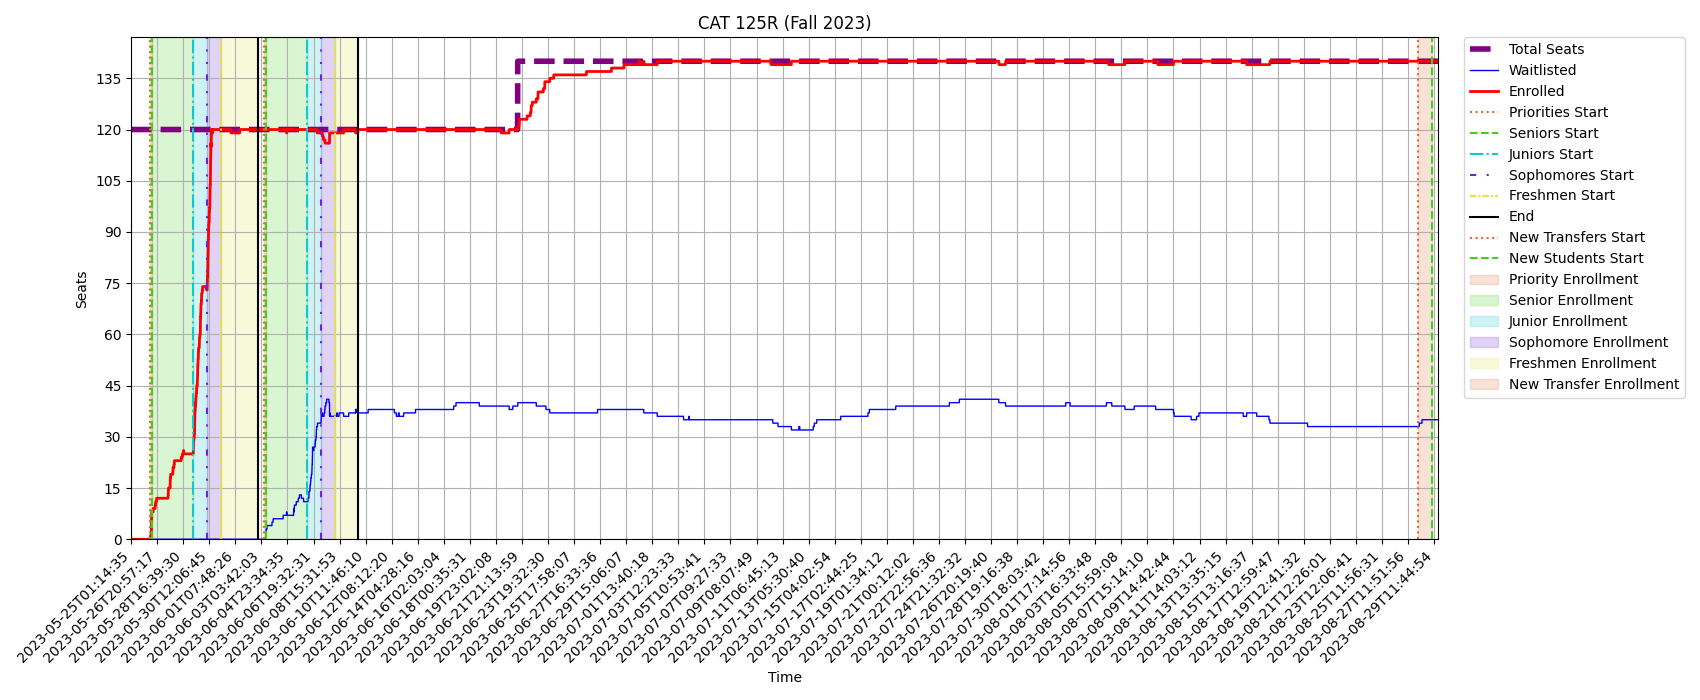 CAT 125R (Fall 2023)
Seats
135
120
105
90
75
60
45
30
15
0
2023-05-25T01:14:35
2023-05-26T20:57:17
2023-05-28T16:39:30
2023-05-30T12:06:45
2023-06-01T07:48:26
2023-06-03T03:42:03
2023-06-04T23:34:35
2023-06-06T19:32:31
2023-06-08T15:31:53
2023-06-10T11:46:10
2023-06-12T08:12:20
2023-06-14T04:28:16
2023-06-16T02:03:04
2023-06-18T00:35:31
2023-06-19T23:02:08
2023-06-21T21:13:59
2023-06-23T19:32:30
2023-06-25T17:58:07
2023-06-27T16:33:36
2023-06-29T15:06:07
2023-07-01T13:40:18
2023-07-03T12:23:33
2023-07-05T10:53:41
2023-07-07T09:27:33
2023-07-09T08:07:49
2023-07-11T06:45:13
2023-07-13T05:30:40
2023-07-15T04:02:54
2023-07-17T02:44:25
2023-07-19T01:34:12
2023-07-21T00:12:02
2023-07-22T22:56:36
2023-07-24T21:32:32
2023-07-26T20:19:40
2023-07-28T19:16:38
2023-07-30T18:03:42
2023-08-01T17:14:56
2023-08-03T16:33:48
2023-08-05T15:59:08
2023-08-07T15:14:10
2023-08-09T14:42:44
2023-08-11T14:03:12
2023-08-13T13:35:15
2023-08-15T13:16:37
2023-08-17T12:59:47
2023-08-19T12:41:32
2023-08-21T12:26:01
2023-08-23T12:06:41
2023-08-25T11:56:31
2023-08-27T11:51:56
2023-08-29T11:44:54
Time
Total Seats
Waitlisted
Enrolled
Priorities Start
Seniors Start
Juniors Start
Sophomores Start
Freshmen Start
End
New Transfers Start
New Students Start
Priority Enrollment
Senior Enrollment
Junior Enrollment
Sophomore Enrollment
Freshmen Enrollment
New Transfer Enrollment